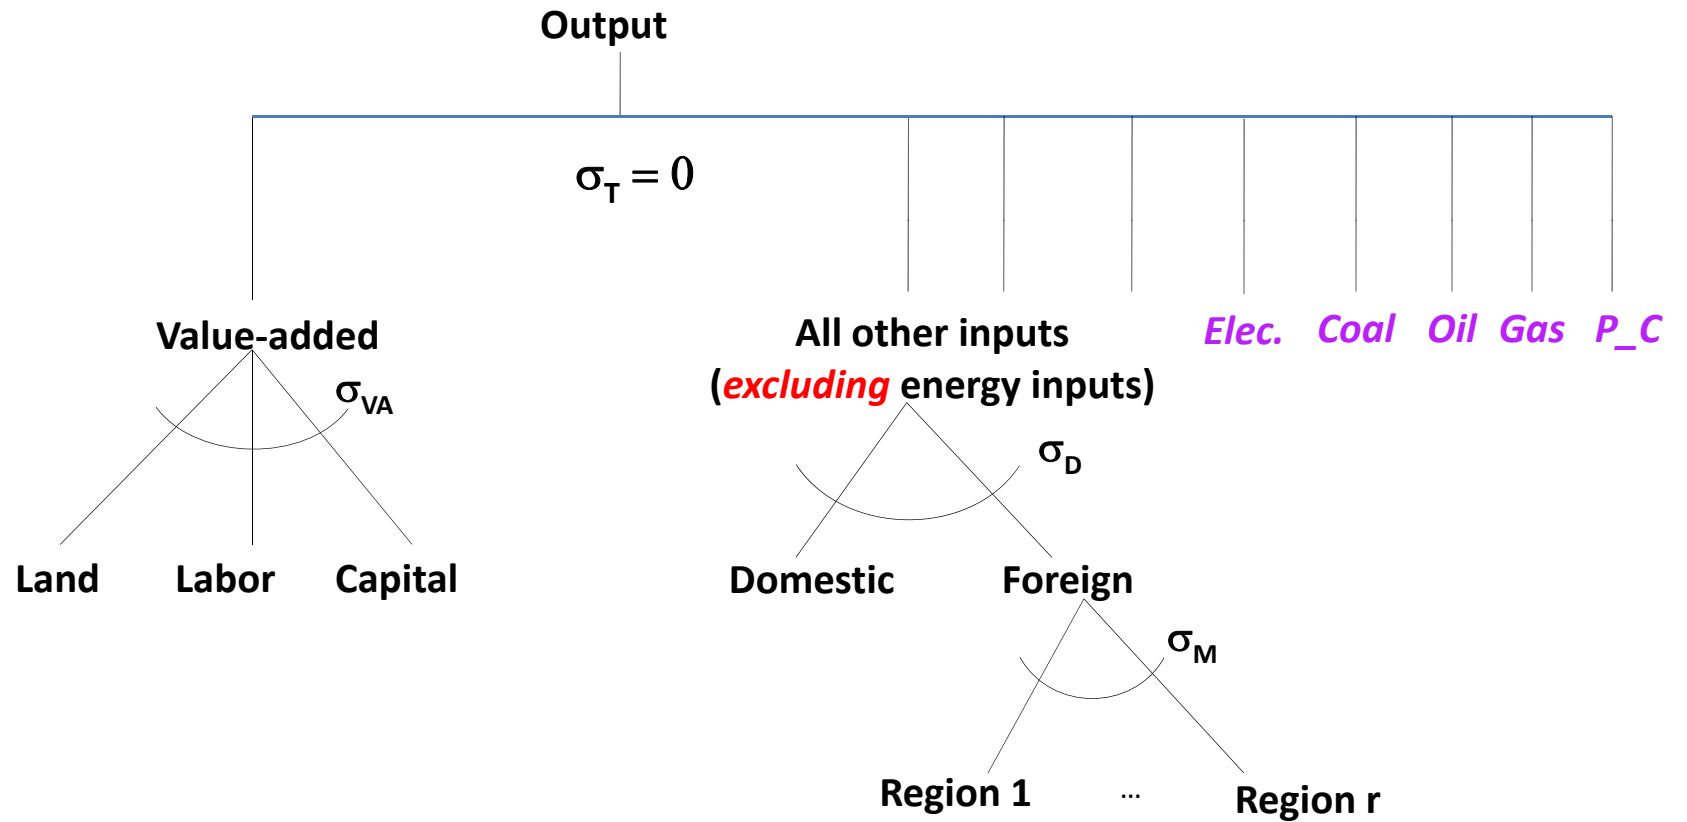 Output
σT = 0
Value-added
All other inputs
(excluding energy inputs)
Elec.
Coal
Oil
Gas
P_C
σVA
σD
Land
Labor
Capital
Domestic
Foreign
σM
Region 1
...
Region r